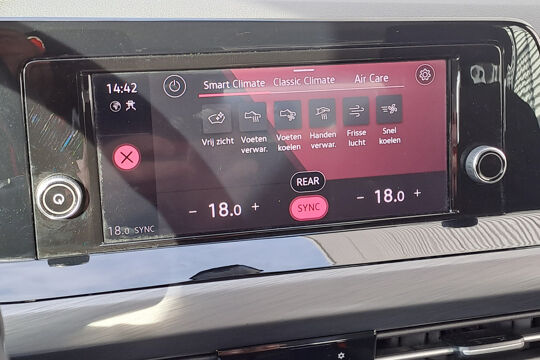 14:42
Smart Climate Classic Climate Air Care
Vrij zicht
Voeten verwar.
Voeten koelen
Handen verwar.
Frisse lucht
Snel koelen
REAR
− 18.0 +
SYNC
− 18.0 +
18.0 SYNC